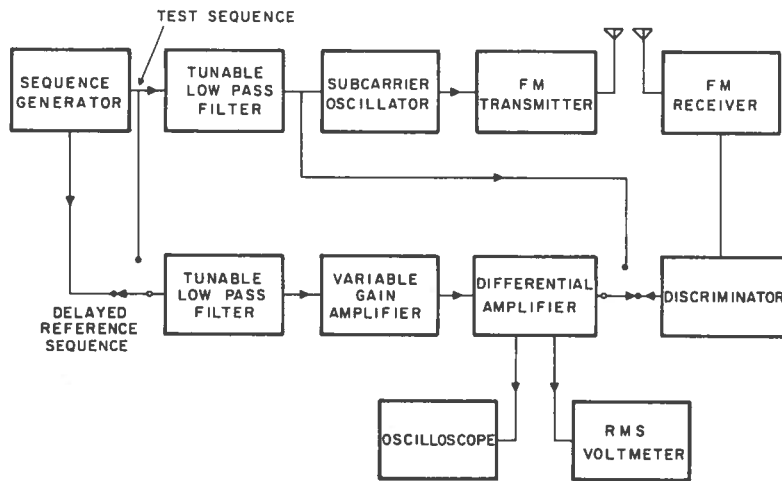 TEST SEQUENCE
SEQUENCE
GENERATOR
TUNABLE
LOW PASS
FILTER
SUBCARRIER
OSCILLATOR
FM
TRANSMITTER
FM
RECEIVER
DELAYED
REFERENCE
SEQUENCE
TUNABLE
LOW PASS
FILTER
VARIABLE
GAIN
AMPLIFIER
DIFFERENTIAL
AMPLIFIER
DISCRIMINATOR
OSCILLOSCOPE
RMS
VOLTMETER